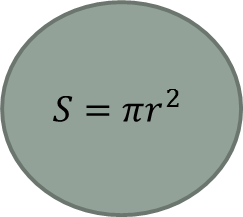 S = πr²